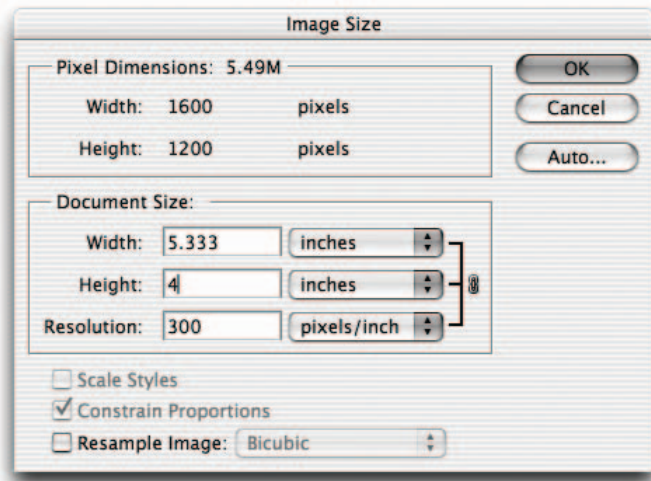 Image Size
Pixel Dimensions: 5.49M
Width: 1600 pixels
Height: 1200 pixels
OK
Cancel
Auto...
Document Size:
Width: 5.333 inches
Height: 4 inches
Resolution: 300 pixels/inch
Scale Styles
Constrain Proportions
Resample Image: Bicubic